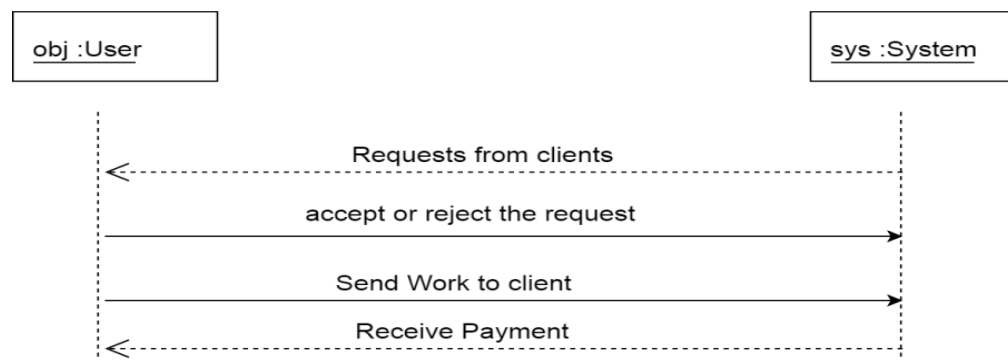 obj :User
sys :System
Requests from clients
accept or reject the request
Send Work to client
Receive Payment